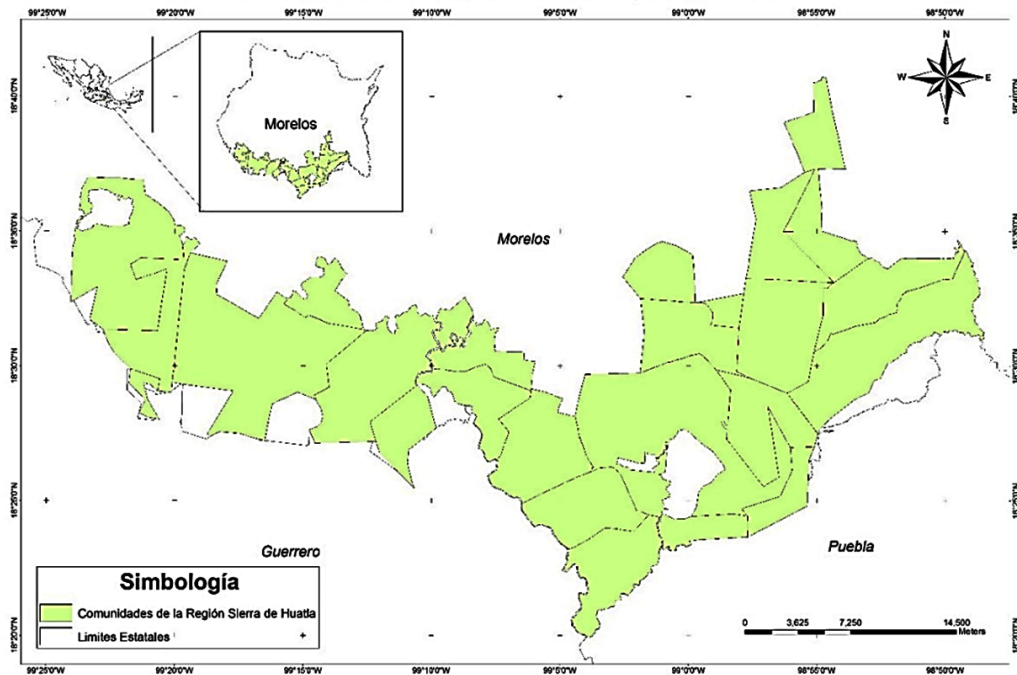 99°25'0"W 99°20'0"W 99°15'0"W 99°10'0"W 99°5'0"W 99°0'0"W 98°55'0"W 98°50'0"W
18°40'0"N
N
W E
S
Morelos
Morelos
18°30'0"N
18°25'0"N
Guerrero
Puebla
Simbología
Comunidades de la Región Sierra de Huatla
Limites Estatales
0 3,625 7,250 14,500
Meters
18°20'0"N
99°25'0"W 99°20'0"W 99°15'0"W 99°10'0"W 99°5'0"W 99°0'0"W 98°55'0"W 98°50'0"W